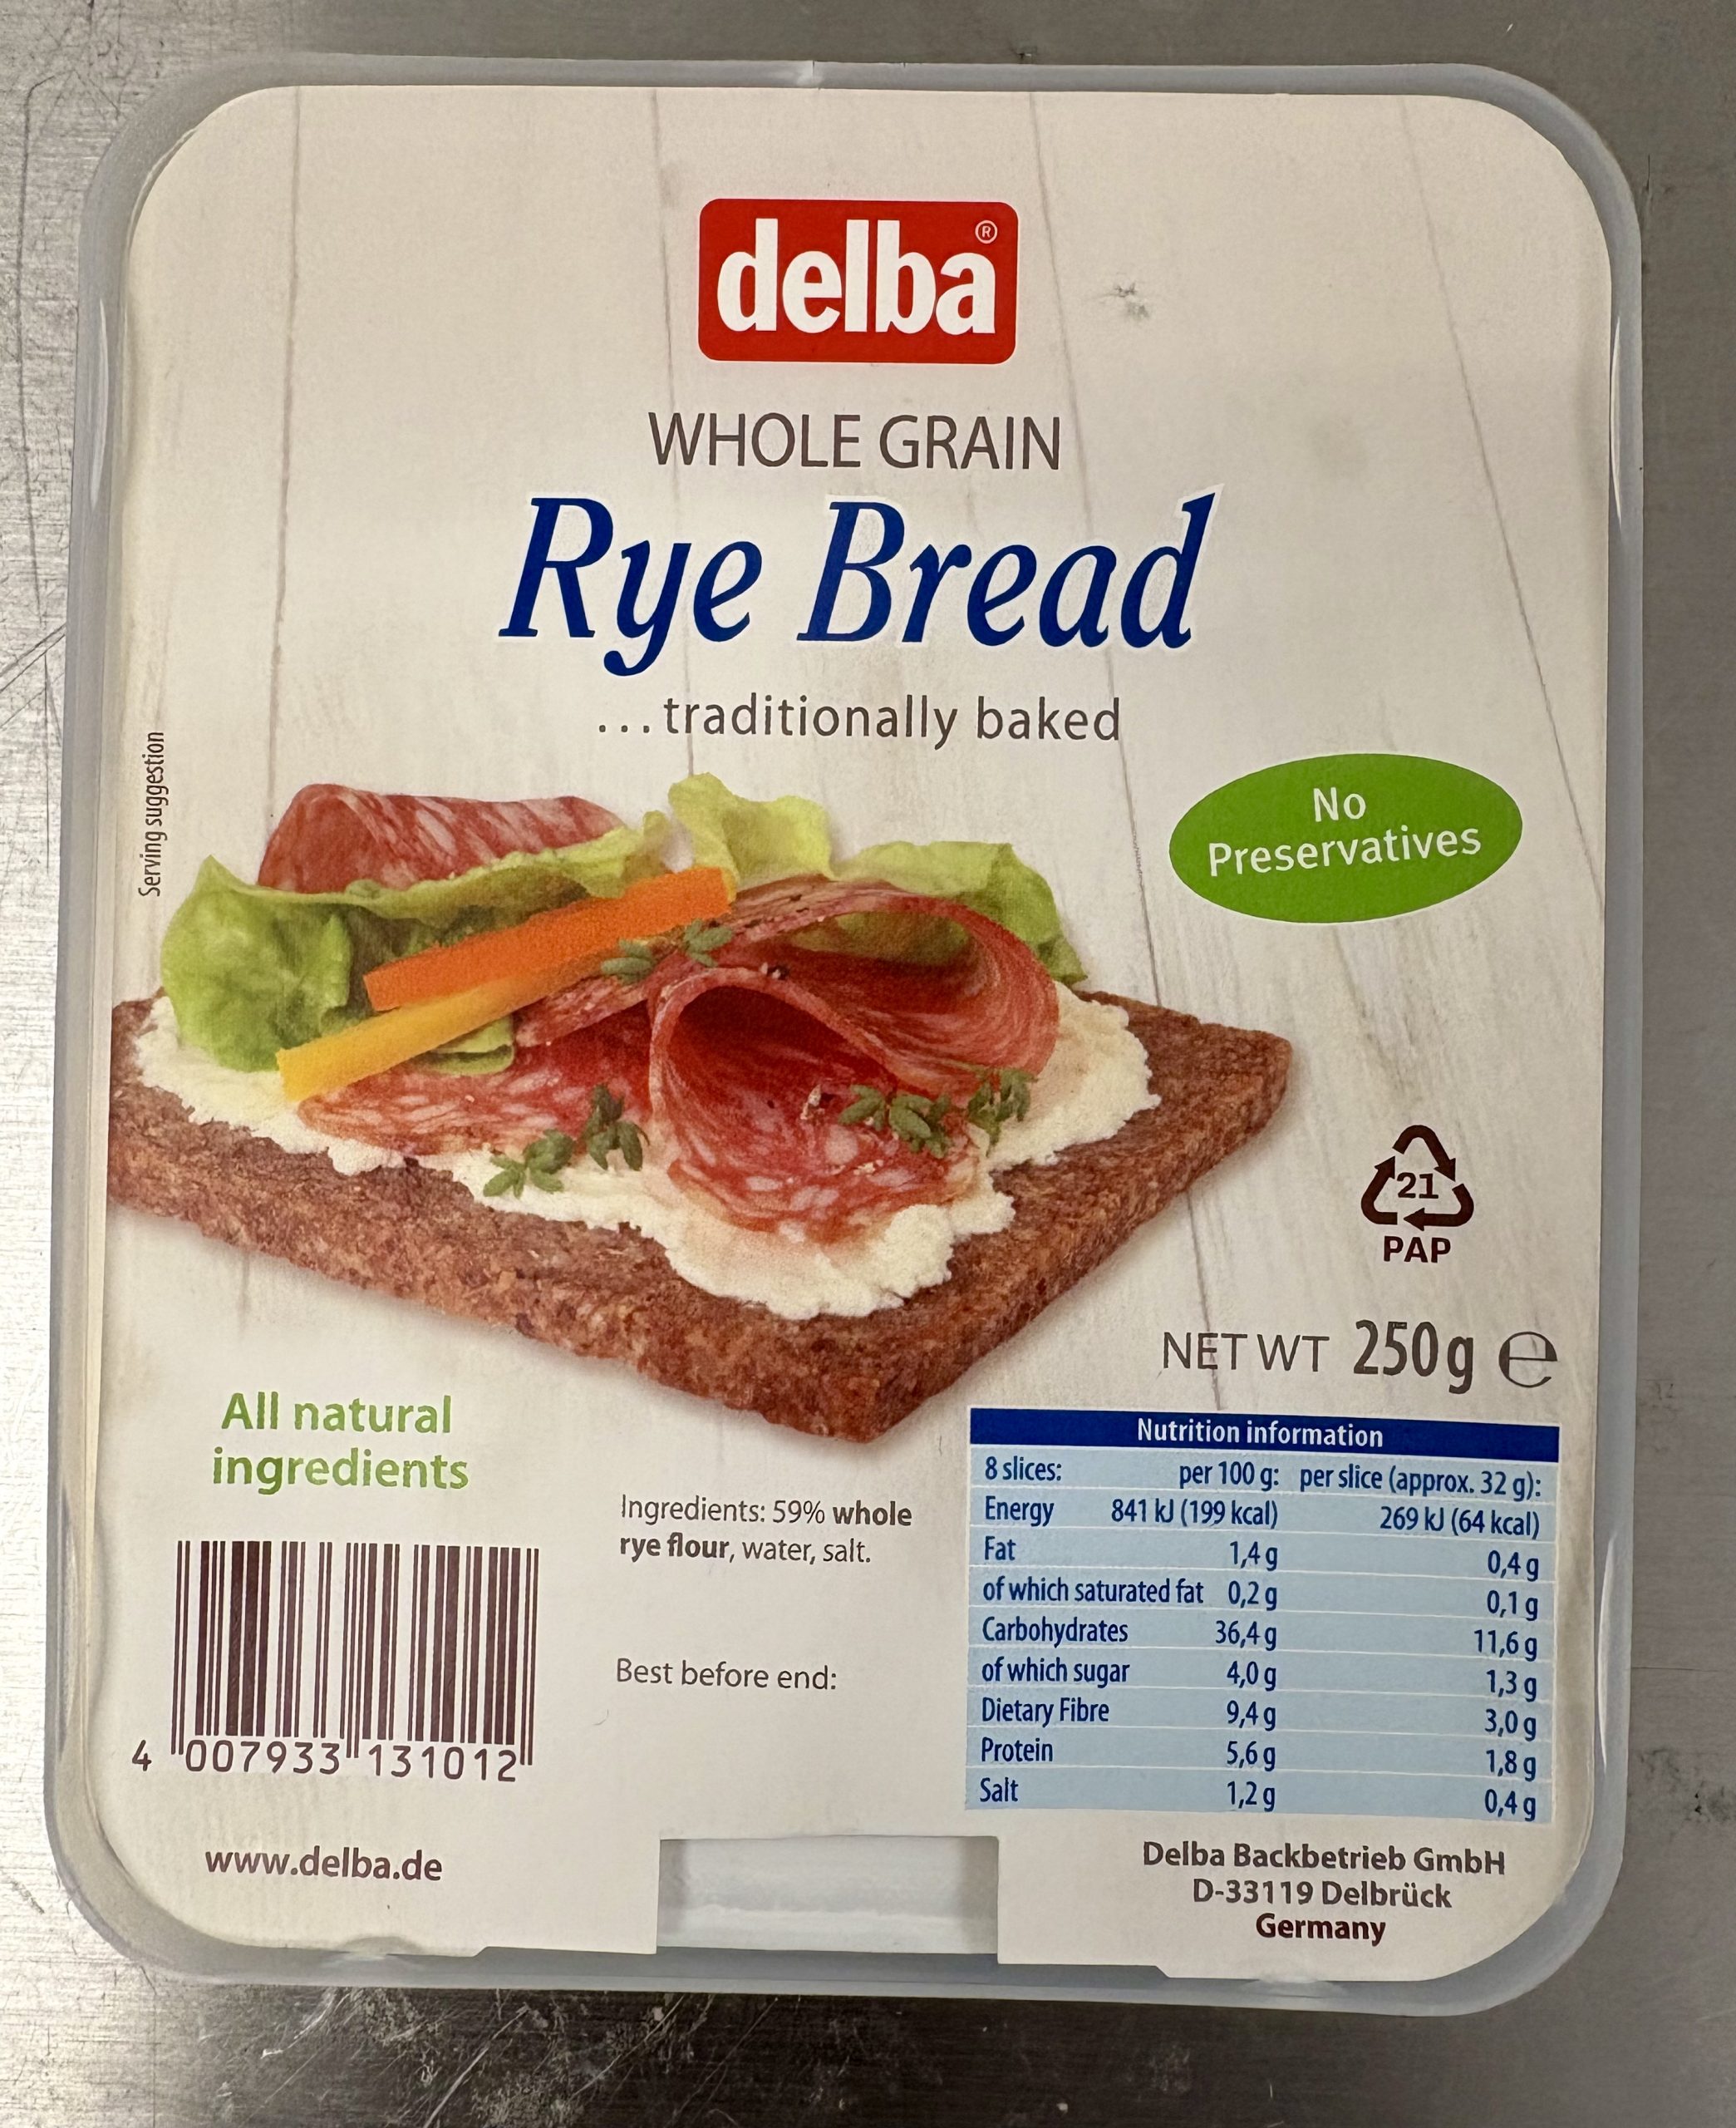 delba®
WHOLE GRAIN
Rye Bread
...traditionally baked
Serving suggestion
No
Preservatives
21
PAP
NET WT 250g ℮
All natural
ingredients
Ingredients: 59% whole
rye flour, water, salt.
Best before end:
4 007933 131012
www.delba.de
Nutrition information
8 slices: per 100 g: per slice (approx. 32 g):
Energy 841 kJ (199 kcal) 269 kJ (64 kcal)
Fat 1,4 g 0,4 g
of which saturated fat 0,2 g 0,1 g
Carbohydrates 36,4 g 11,6 g
of which sugar 4,0 g 1,3 g
Dietary Fibre 9,4 g 3,0 g
Protein 5,6 g 1,8 g
Salt 1,2 g 0,4 g
Delba Backbetrieb GmbH
D-33119 Delbrück
Germany